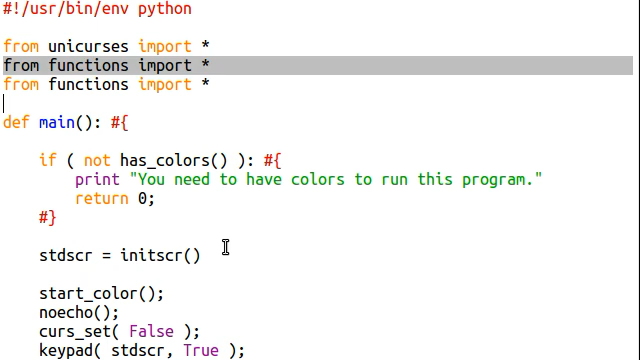 #!/usr/bin/env python
from unicurses import *
from functions import *
from functions import *
def main(): #{
if ( not has_colors() ): #{
print "You need to have colors to run this program."
return 0;
#}
stdscr = initscr()
start_color();
noecho();
curs_set( False );
keypad( stdscr, True );